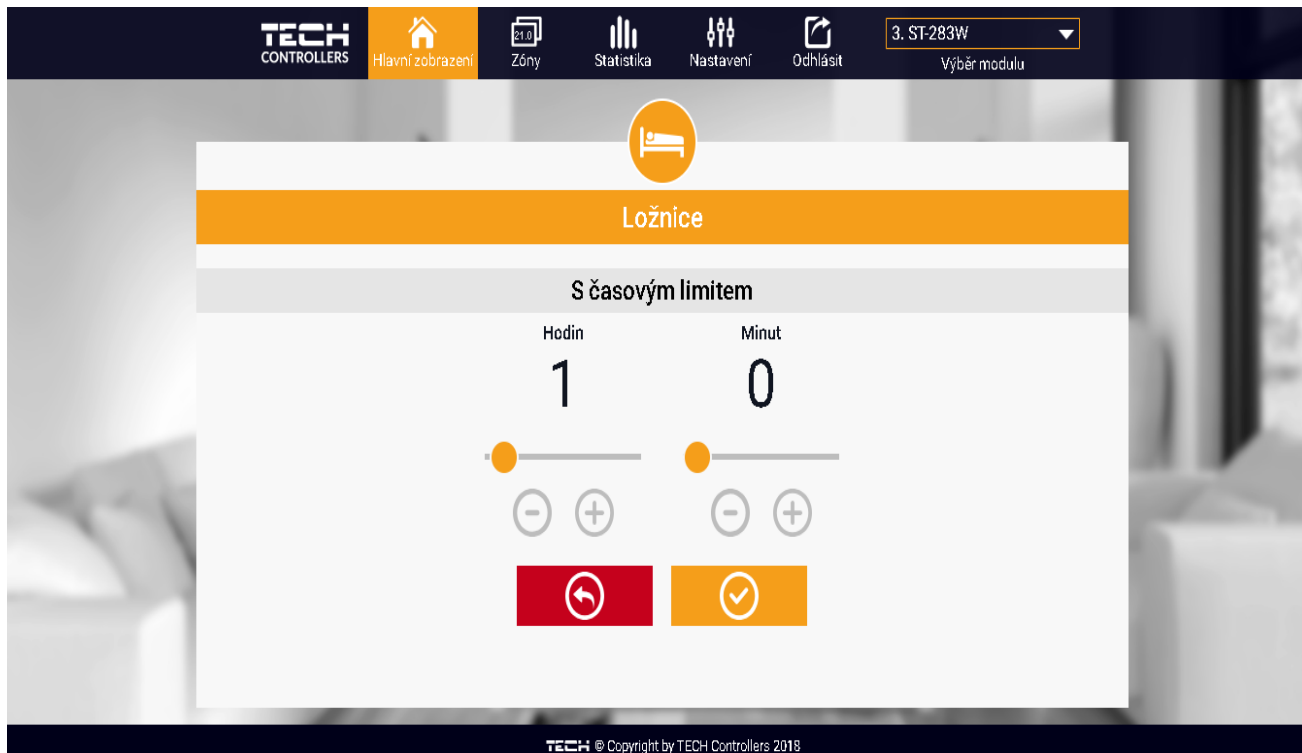 TECH
CONTROLLERS
Hlavní zobrazení
21.0
Zóny
Statistika
Nastavení
Odhlásit
3. ST-283W
Výběr modulu
Ložnice
S časovým limitem
Hodin Minut
1 0
TECH © Copyright by TECH Controllers 2018